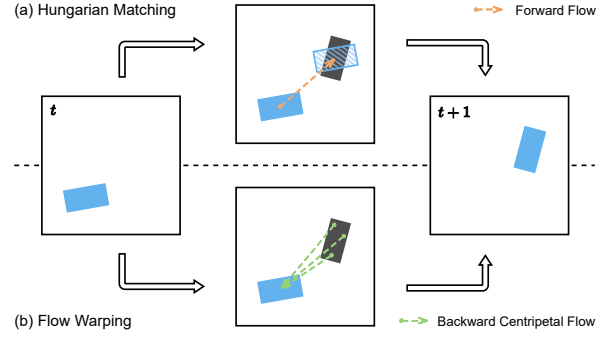 (a) Hungarian Matching
Forward Flow
t
t + 1
(b) Flow Warping
Backward Centripetal Flow